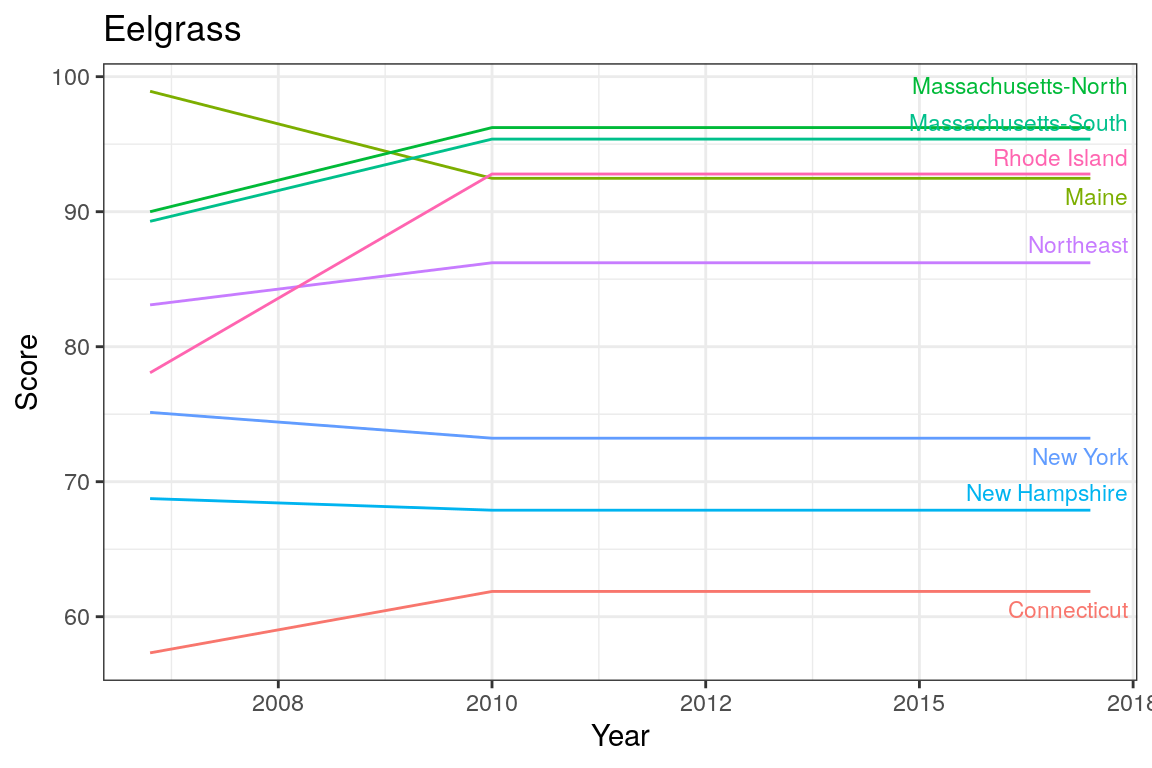 Eelgrass
100
90
80
70
60
Score
Massachusetts-North
Massachusetts-South
Rhode Island
Maine
Northeast
New York
New Hampshire
Connecticut
2008
2010
2012
2015
2018
Year